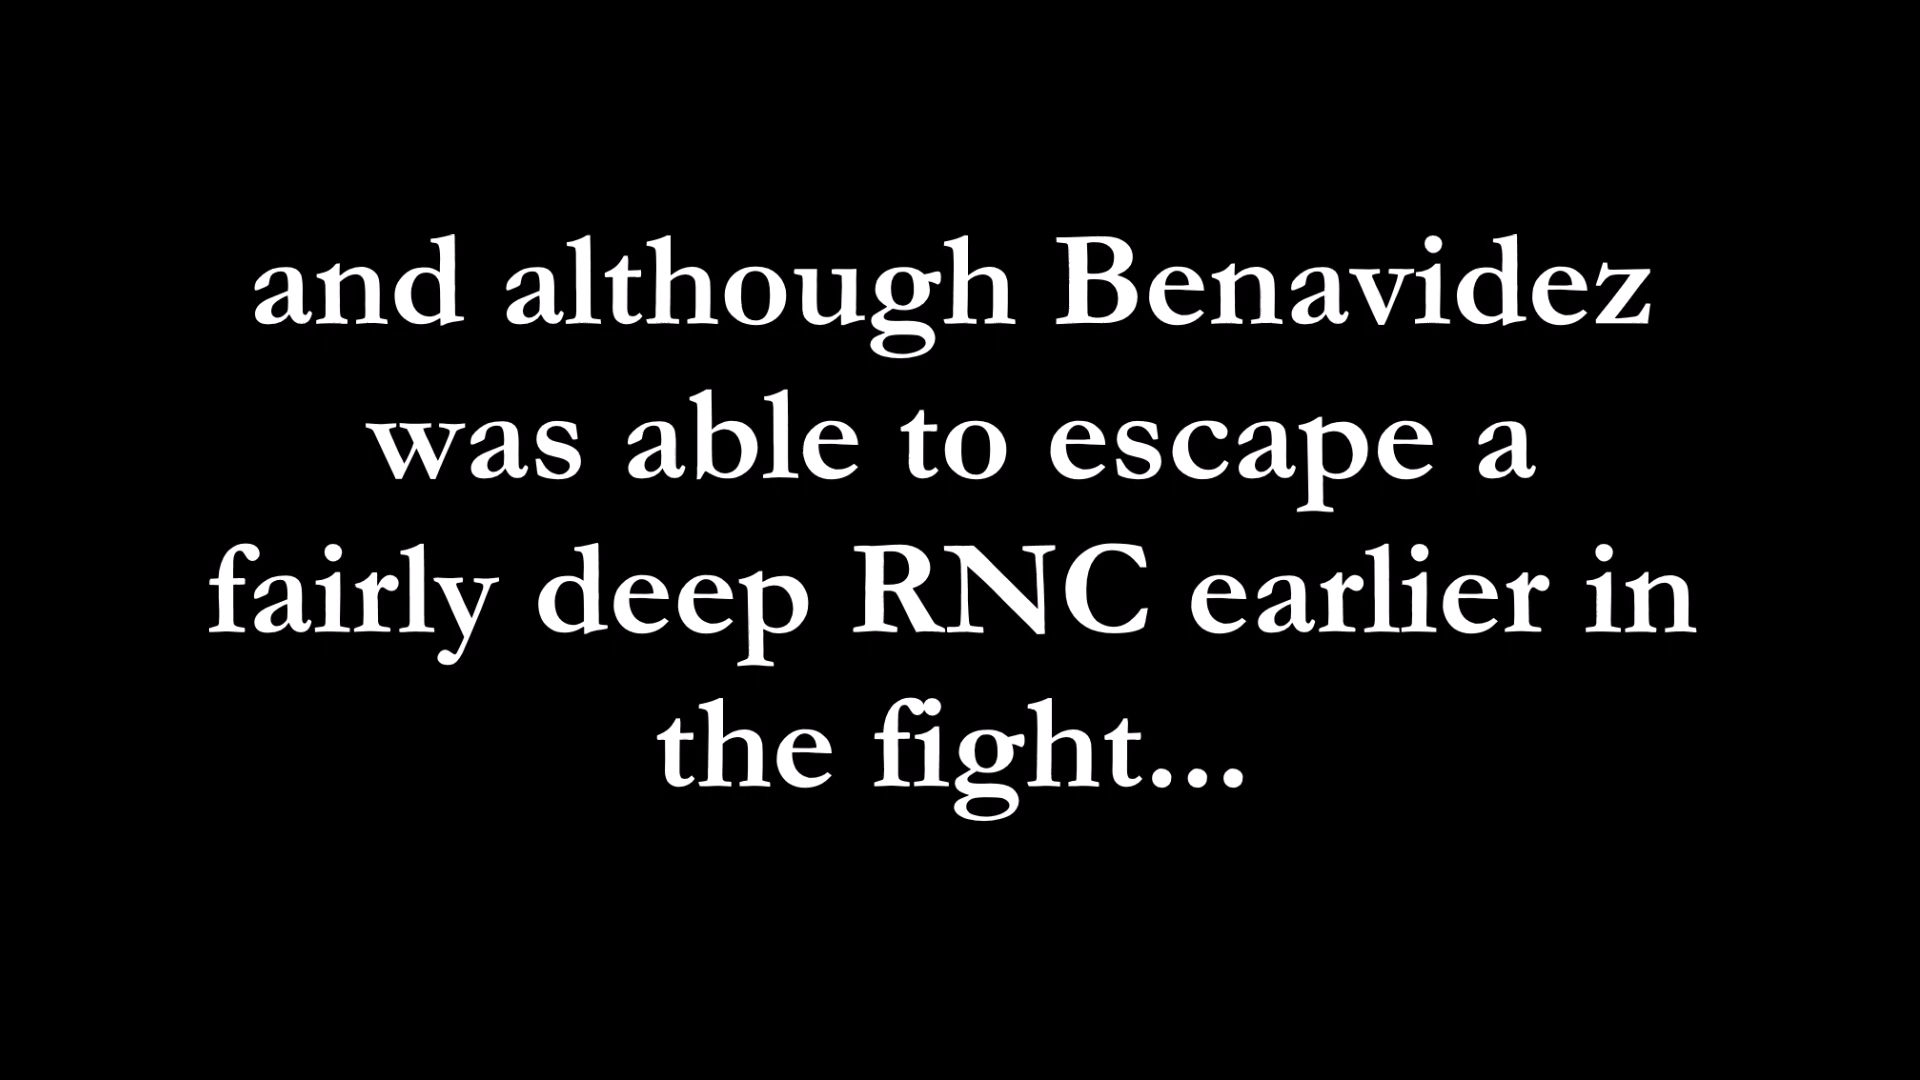 and although Benavidez
was able to escape a
fairly deep RNC earlier in
the fight...